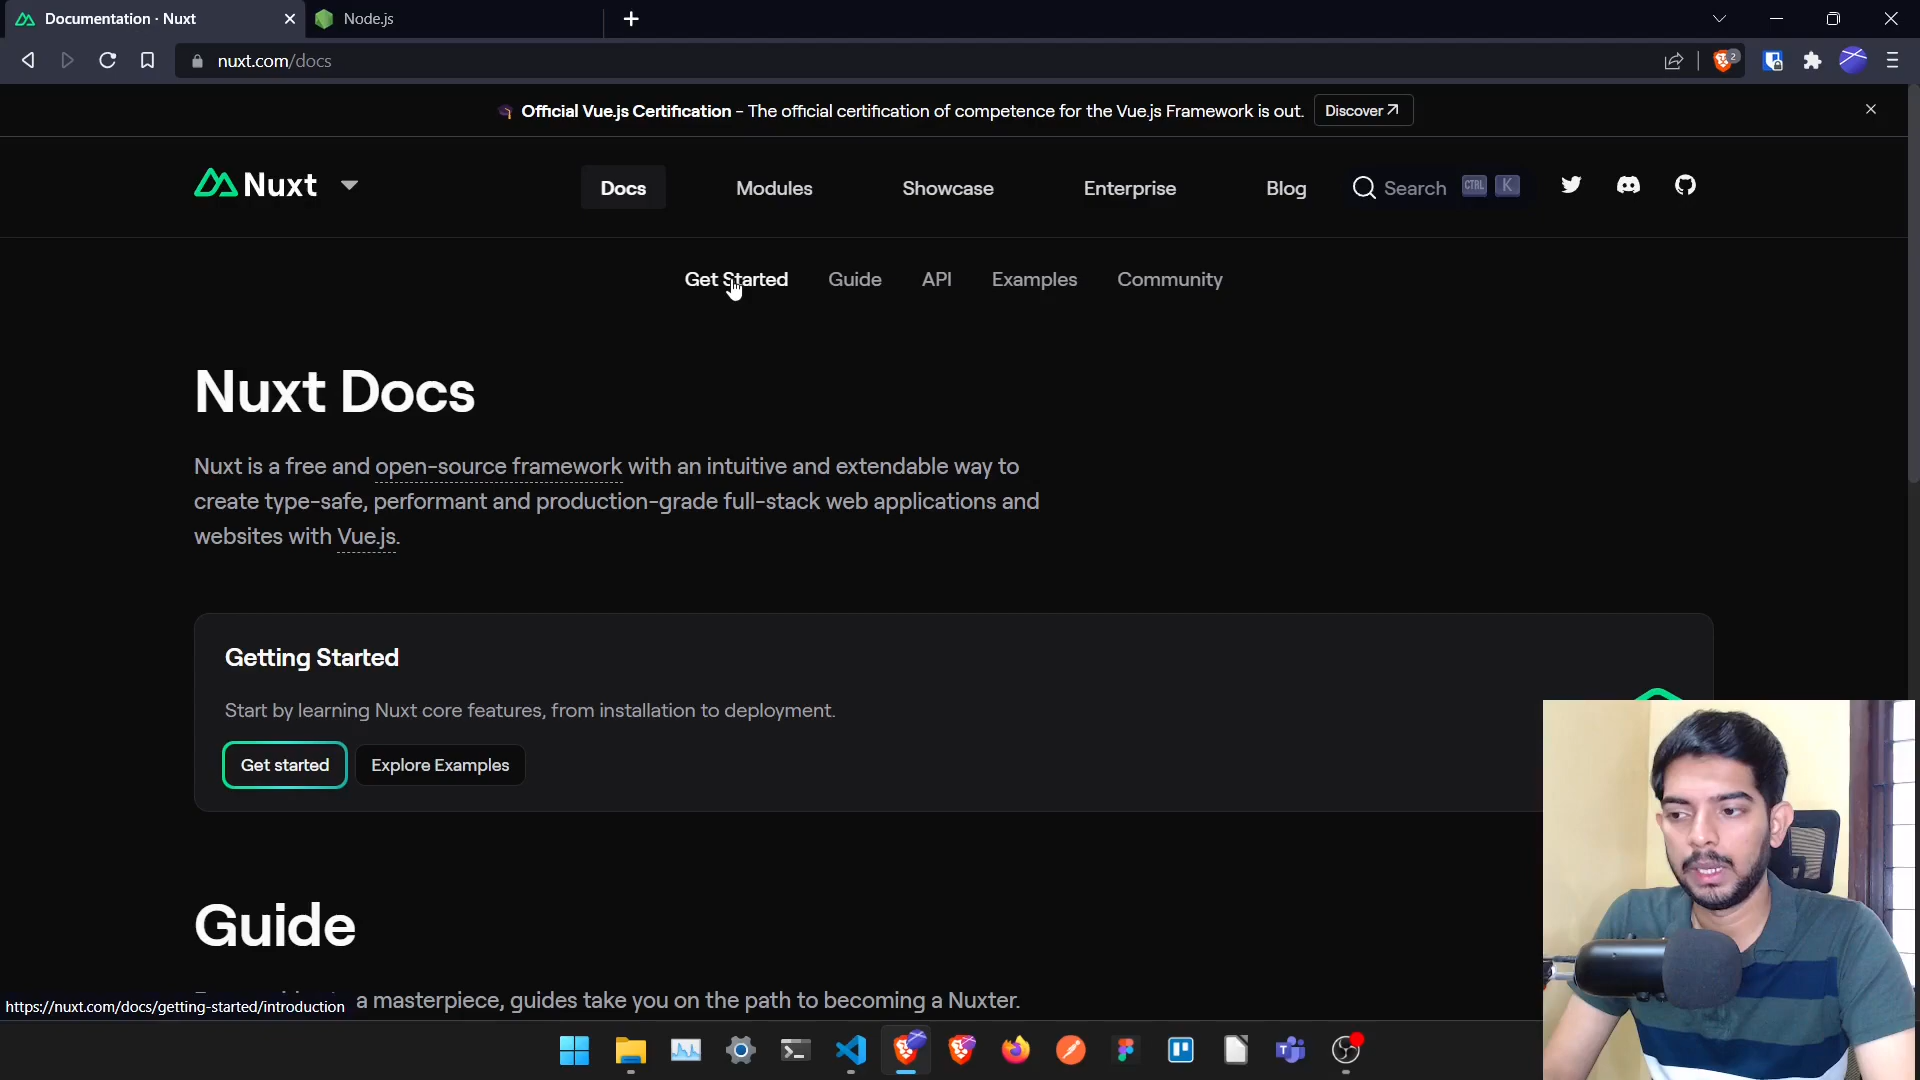 Documentation · Nuxt
Node.js
nuxt.com/docs
2
Official Vue.js Certification - The official certification of competence for the Vue.js Framework is out.
Discover
Nuxt
Docs
Modules
Showcase
Enterprise
Blog
Search
CTRL
K
Get Started
Guide
API
Examples
Community
Nuxt Docs
Nuxt is a free and open-source framework with an intuitive and extendable way to
create type-safe, performant and production-grade full-stack web applications and
websites with Vue.js.
Getting Started
Start by learning Nuxt core features, from installation to deployment.
Get started
Explore Examples
Guide
a masterpiece, guides take you on the path to becoming a Nuxter.
https://nuxt.com/docs/getting-started/introduction